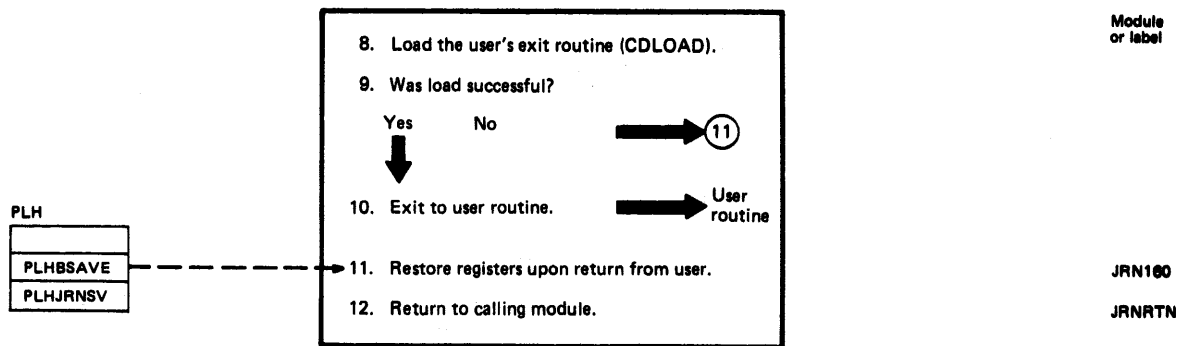 Module
or label
8. Load the user's exit routine (CDLOAD).
9. Was load successful?
Yes No
11
10. Exit to user routine.
User
routine
PLH
PLHBSAVE
PLHJRNSV
11. Restore registers upon return from user.
JRN160
12. Return to calling module.
JRNRTN